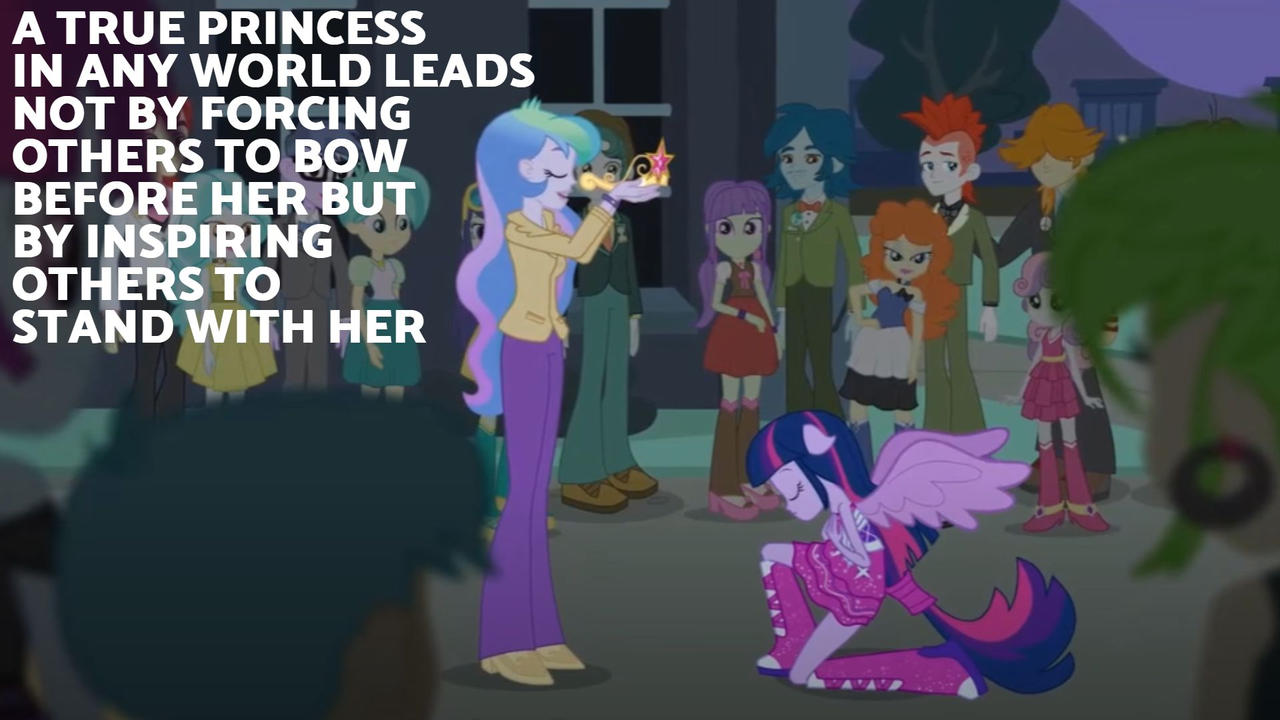 A TRUE PRINCESS
IN ANY WORLD LEADS
NOT BY FORCING
OTHERS TO BOW
BEFORE HER BUT
BY INSPIRING
OTHERS TO
STAND WITH HER